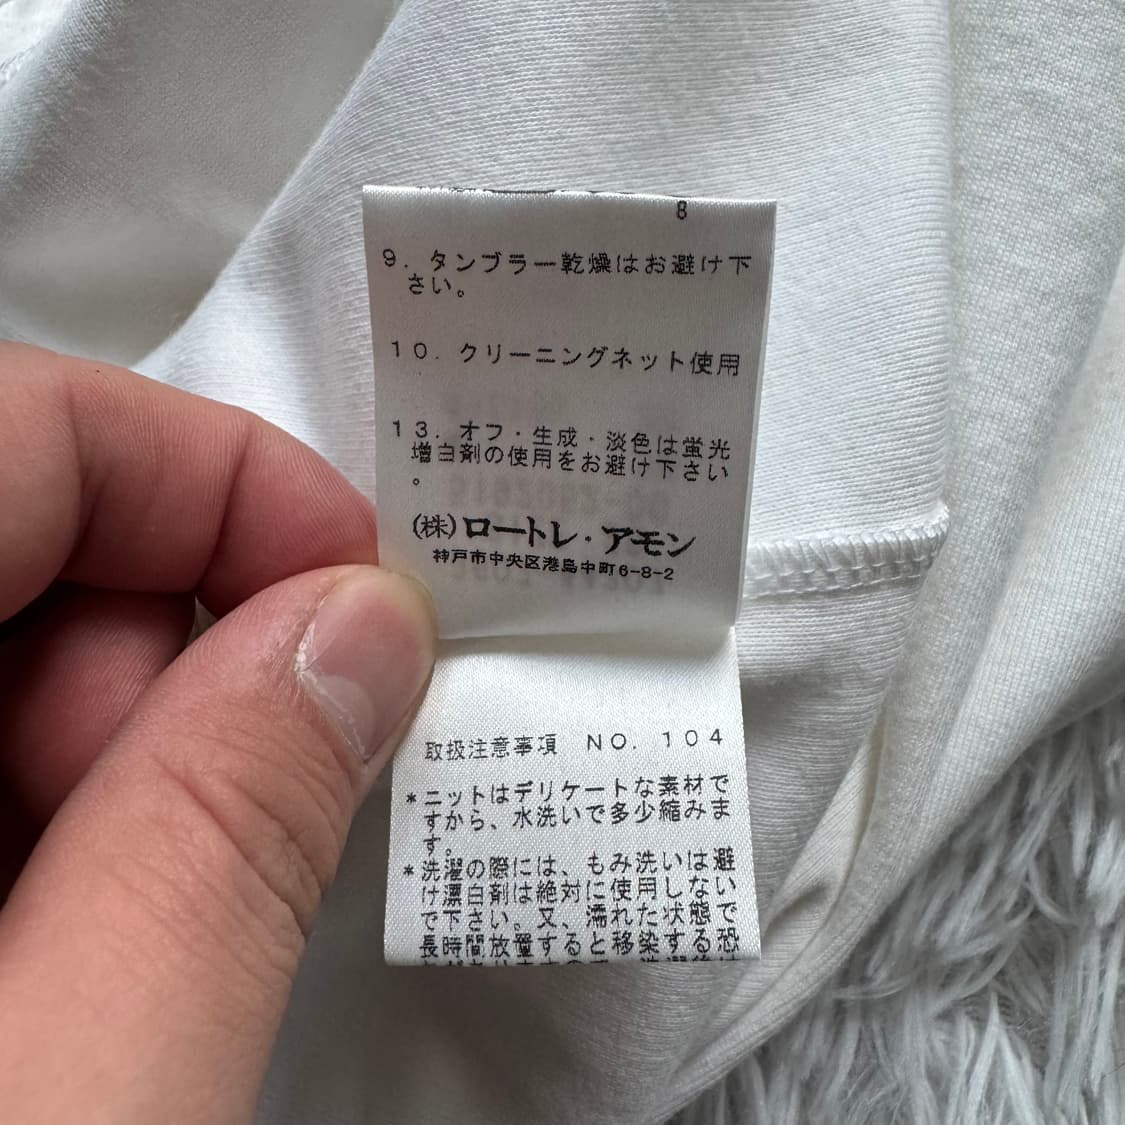 8
9. タンブラー乾燥はお避け下
さい。
10. クリーニングネット使用
13. オフ・生成・淡色は蛍光
増白剤の使用をお避け下さい
。
(株)ロートレ・アモン
神戸市中央区港島中町6-8-2
取扱注意事項 NO. 104
*ニットはデリケートな素材で
すから、水洗いで多少縮みま
す。
*洗濯の際には、もみ洗いは避
け漂白剤は絶対に使用しない
で下さい。又、濡れた状態で
長時間放置すると移染する恐